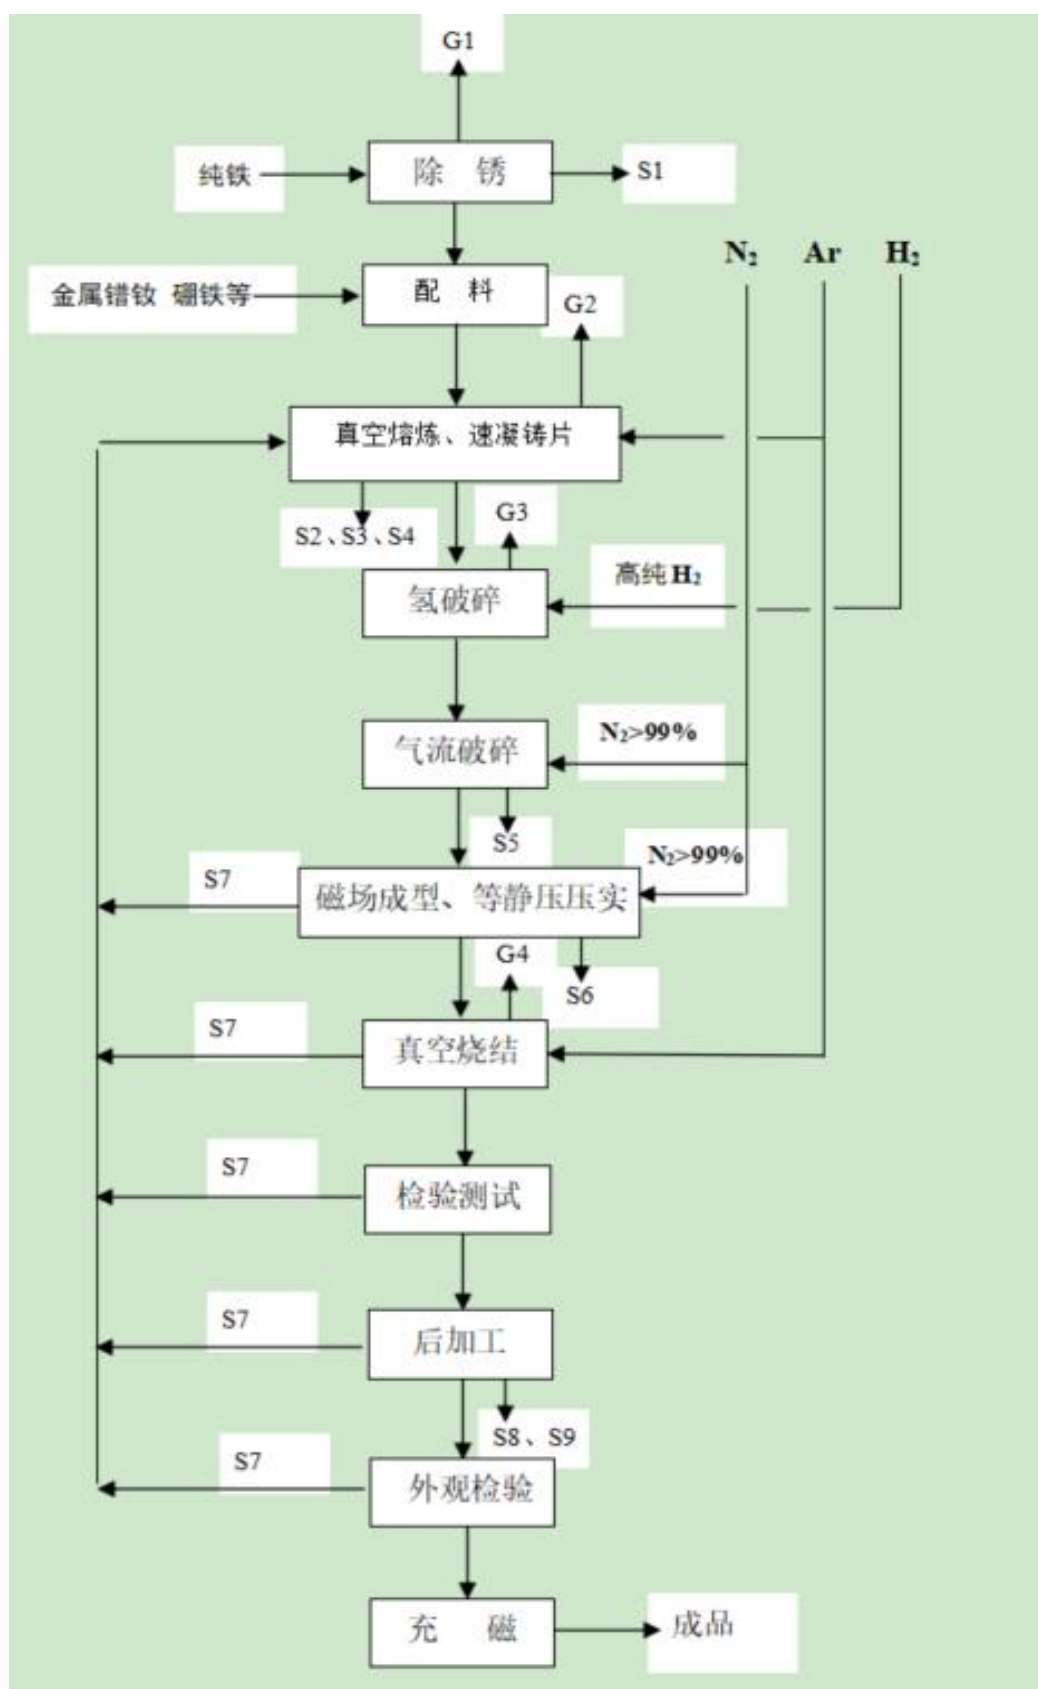 G1
纯铁
除 锈
S1
N₂ Ar H₂
金属镨钕 硼铁等
配 料
G2
真空熔炼、速凝铸片
S2、S3、S4
G3
高纯H₂
氢破碎
N₂>99%
气流破碎
S5
N₂>99%
S7
磁场成型、等静压压实
G4
S6
S7
真空烧结
S7
检验测试
S7
后加工
S8、S9
S7
外观检验
充 磁
成品